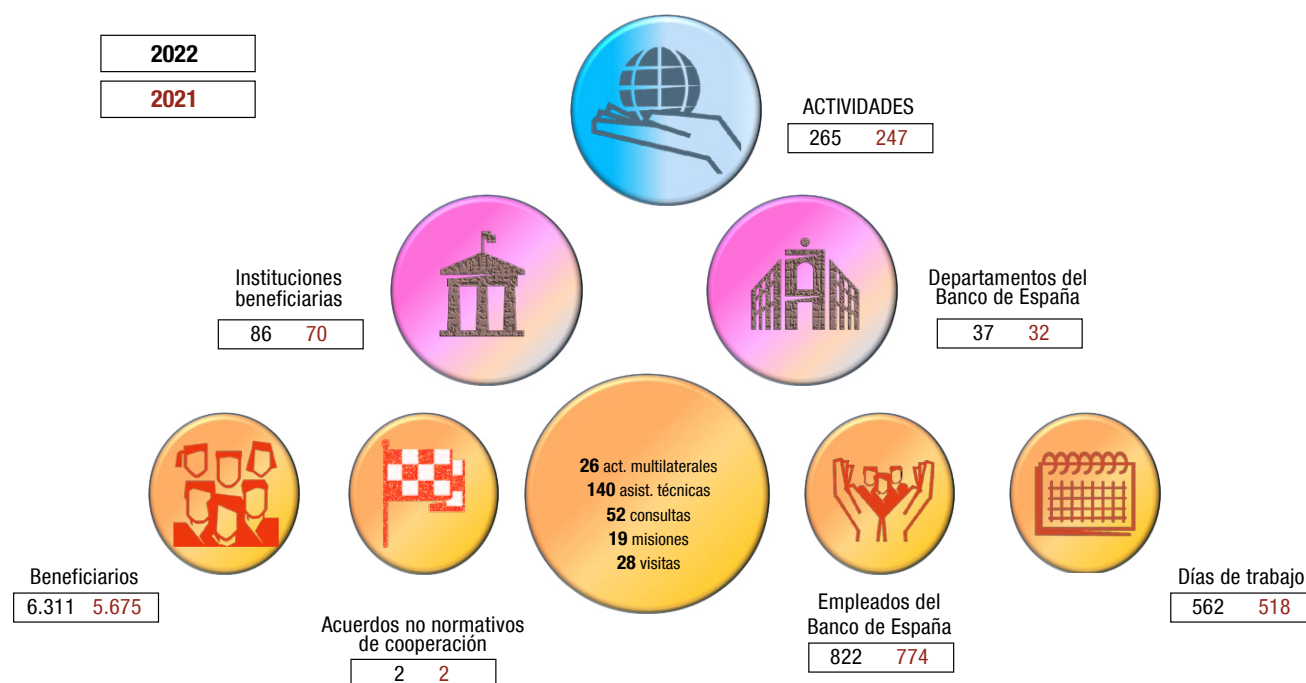 2022
2021
ACTIVIDADES
265 247
Instituciones
beneficiarias
86 70
Departamentos del
Banco de España
37 32
26 act. multilaterales
140 asist. técnicas
52 consultas
19 misiones
28 visitas
Beneficiarios
6.311 5.675
Acuerdos no normativos
de cooperación
2 2
Empleados del
Banco de España
822 774
Días de trabajo
562 518